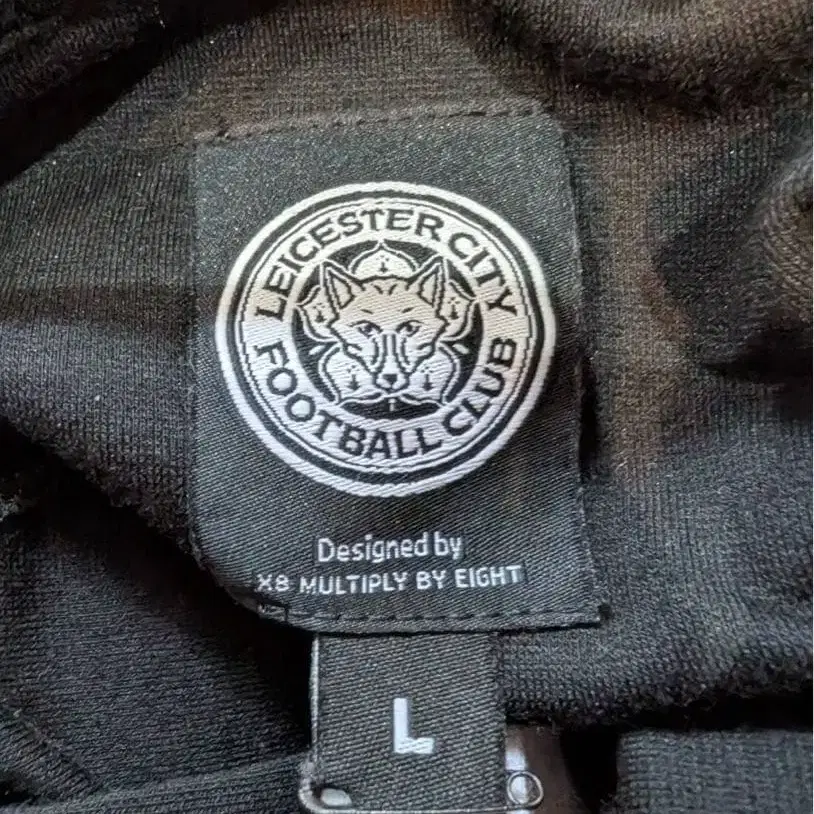 LEICESTER CITY
FOOTBALL CLUB
Designed by
X8 MULTIPLY BY EIGHT
L